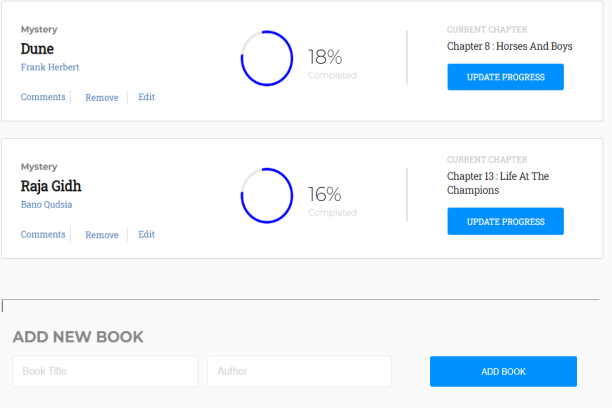 Mystery
Dune
Frank Herbert
Comments Remove Edit
18%
Completed
CURRENT CHAPTER
Chapter 8 : Horses And Boys
UPDATE PROGRESS
Mystery
Raja Gidh
Bano Qudsia
Comments Remove Edit
16%
Completed
CURRENT CHAPTER
Chapter 13 : Life At The
Champions
UPDATE PROGRESS
ADD NEW BOOK
Book Title
Author
ADD BOOK